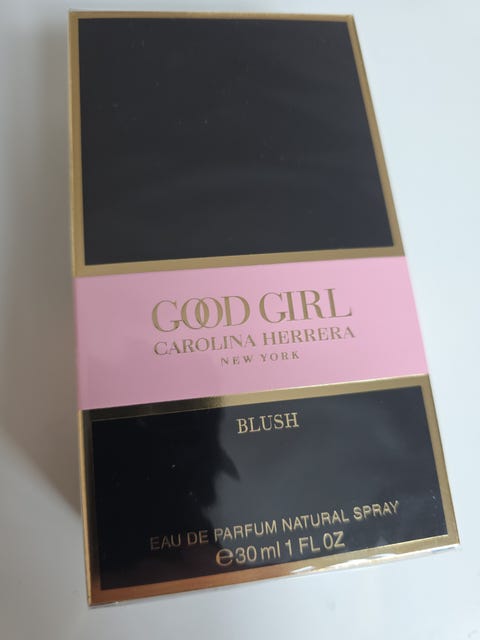 GOOD GIRL
CAROLINA HERRERA
NEW YORK
BLUSH
EAU DE PARFUM NATURAL SPRAY
℮30 ml 1 FL OZ